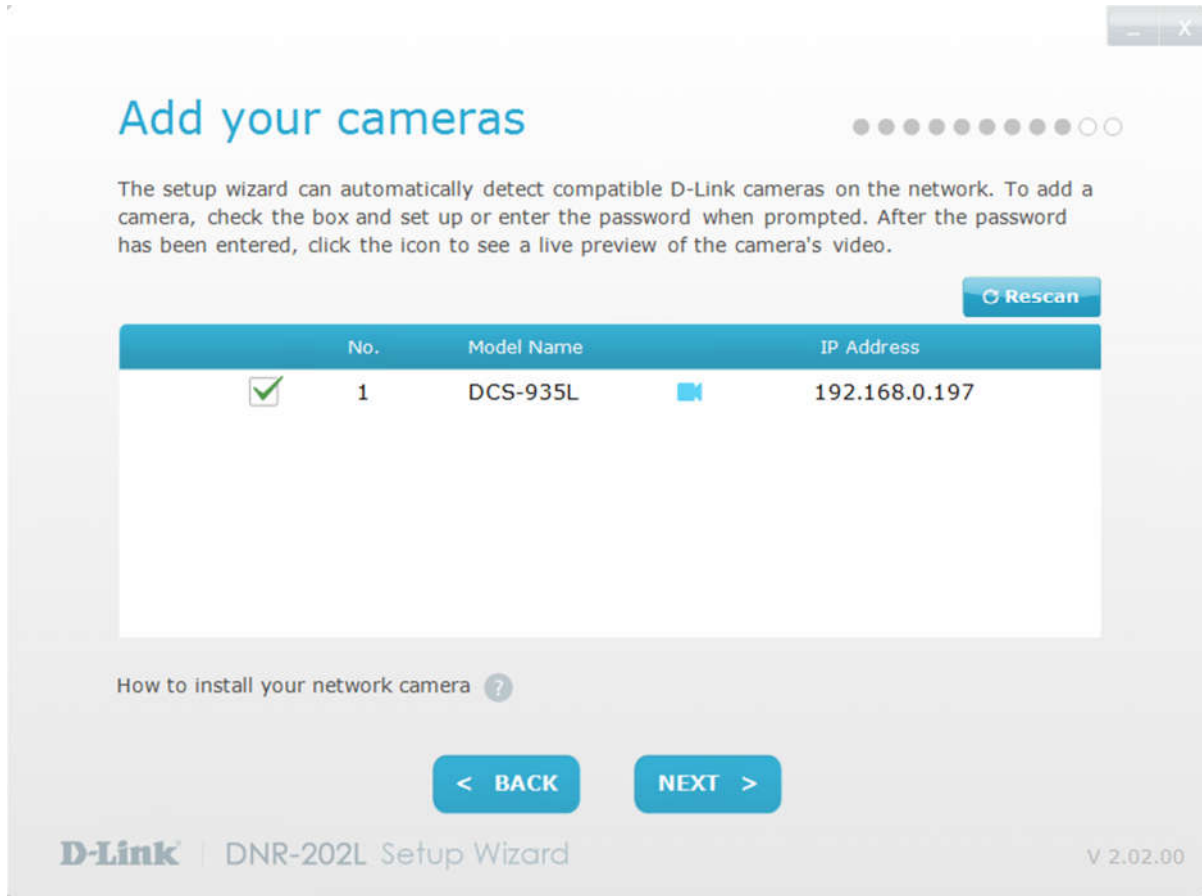 _ X
Add your cameras
The setup wizard can automatically detect compatible D-Link cameras on the network. To add a
camera, check the box and set up or enter the password when prompted. After the password
has been entered, click the icon to see a live preview of the camera's video.
Rescan
No. Model Name IP Address
1 DCS-935L 192.168.0.197
How to install your network camera ?
< BACK NEXT >
D-Link DNR-202L Setup Wizard V 2.02.00